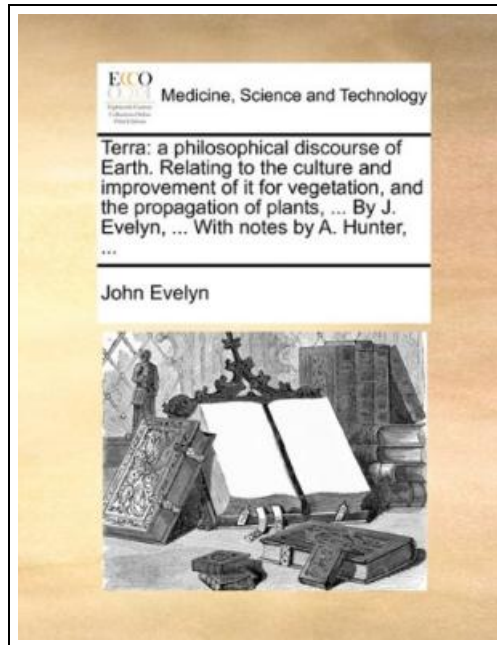 ECCO
Medicine, Science and Technology
Terra: a philosophical discourse of
Earth. Relating to the culture and
improvement of it for vegetation, and
the propagation of plants, ... By J.
Evelyn, ... With notes by A. Hunter,
...
John Evelyn